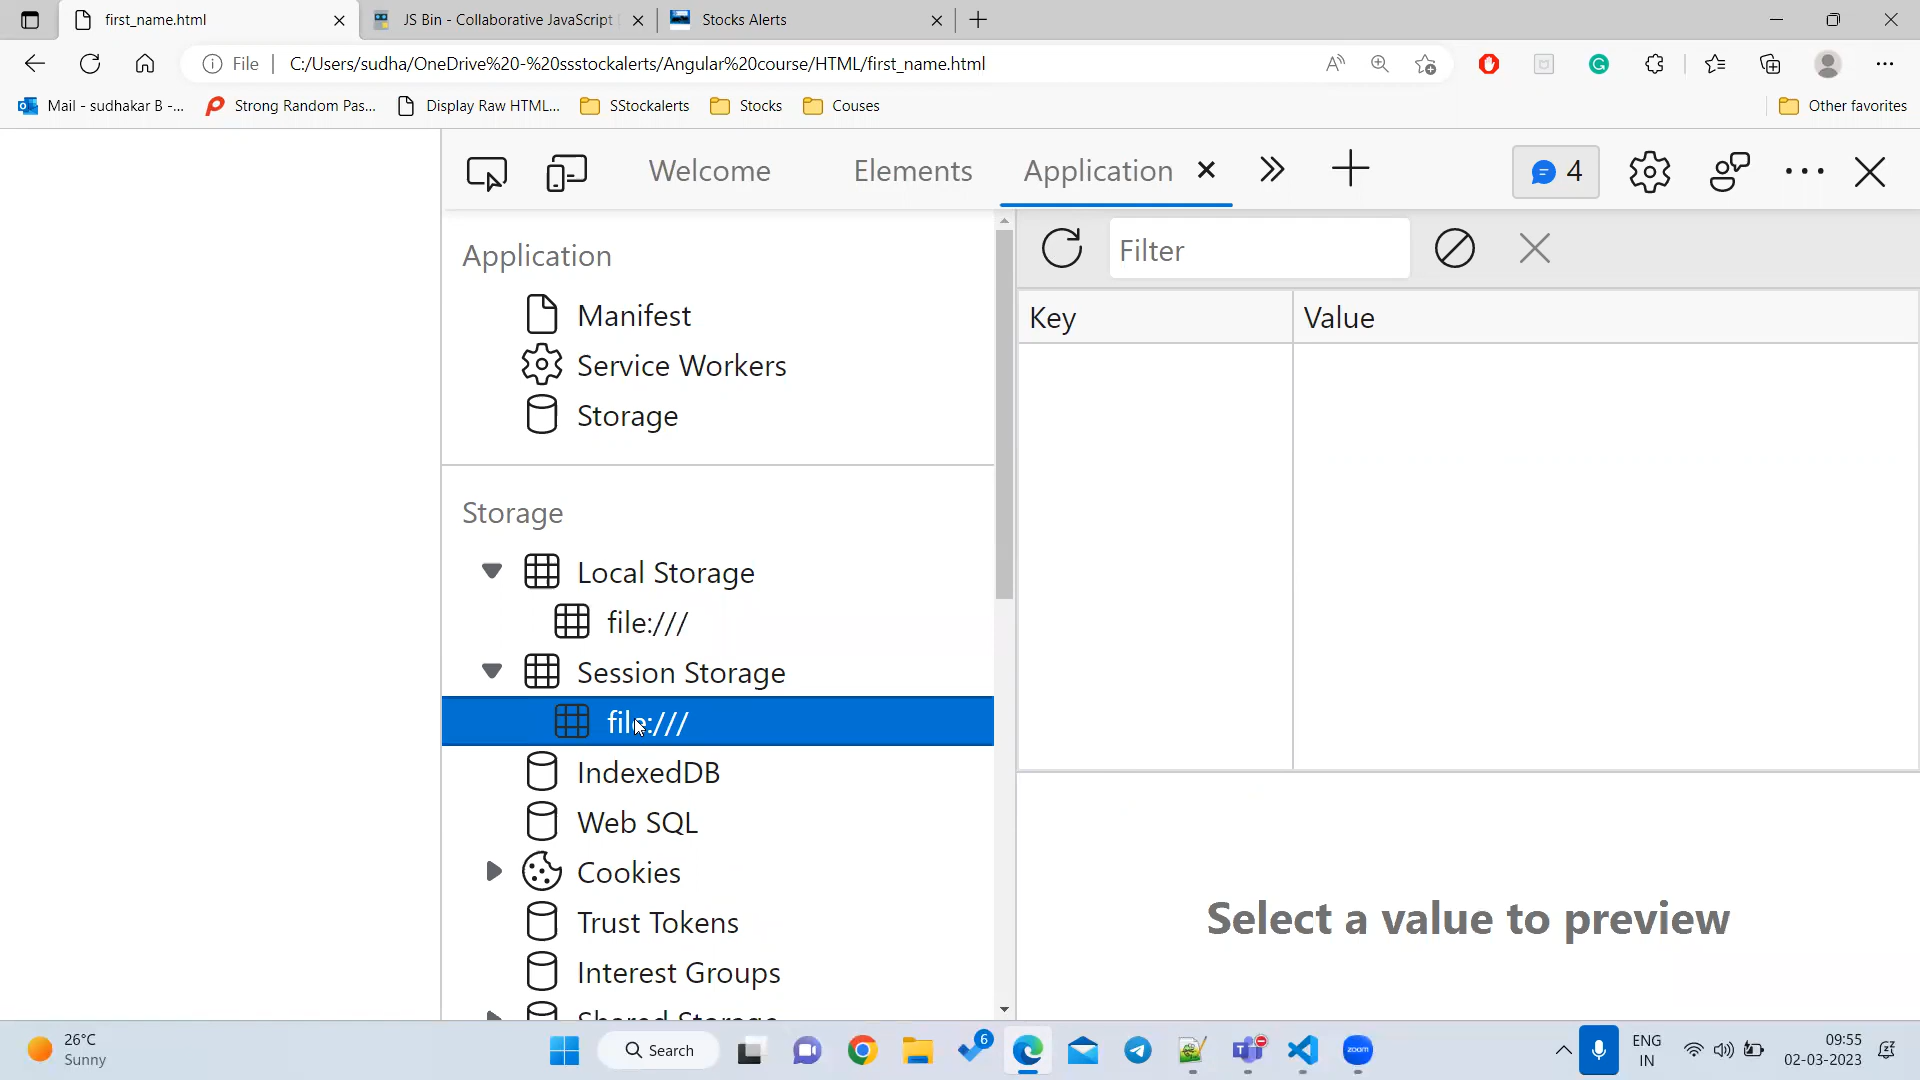 first_name.html
JS Bin - Collaborative JavaScript
Stocks Alerts
File
C:/Users/sudha/OneDrive%20-%20ssstockalerts/Angular%20course/HTML/first_name.html
Mail - sudhakar B -...
Strong Random Pas...
Display Raw HTML...
SStockalerts
Stocks
Couses
Other favorites
Welcome
Elements
Application
4
Application
Manifest
Service Workers
Storage
Filter
Key
Value
Storage
Local Storage
file:///
Session Storage
file:///
IndexedDB
Web SQL
Cookies
Trust Tokens
Interest Groups
Shared Storage
Select a value to preview
26°C
Sunny
Search
6
zoom
ENG
IN
09:55
02-03-2023